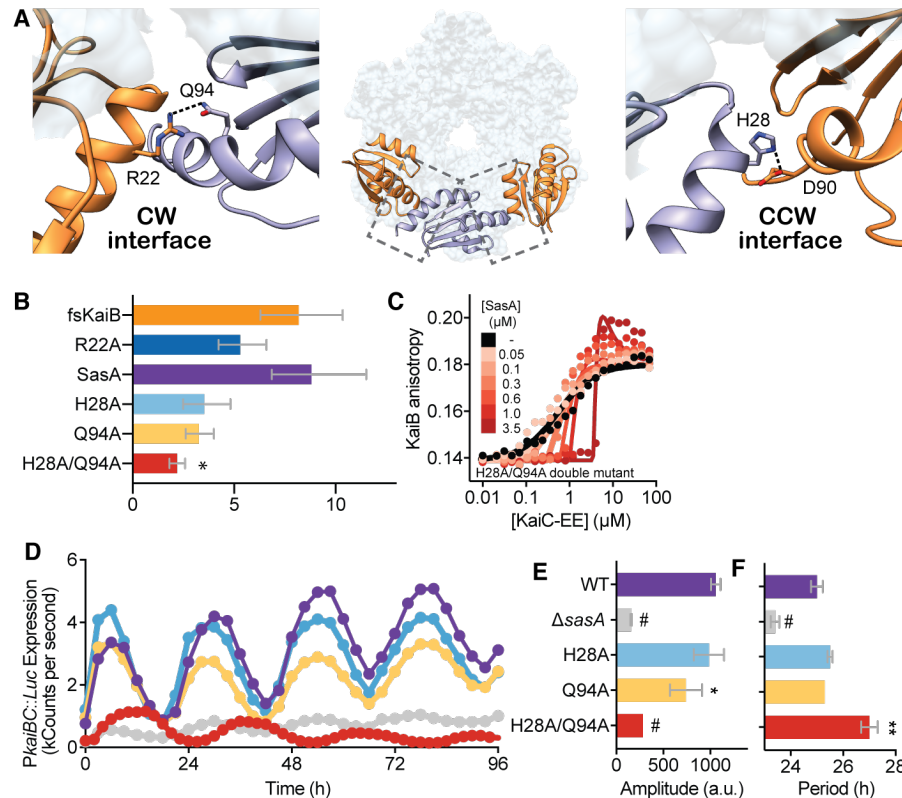 A
Q94
R22
CW
interface
H28
D90
CCW
interface
B
fsKaiB
R22A
SasA
H28A
Q94A
H28A/Q94A
*
0
5
10
C
[SasA]
(μM)
-
0.05
0.1
0.3
0.6
1.0
3.5
KaiB anisotropy
0.20
0.18
0.16
0.14
H28A/Q94A double mutant
0.01
0.1
1
10
100
[KaiC-EE] (μM)
D
PkaiBC::Luc Expression
(kCounts per second)
6
4
2
0
0
24
48
72
96
Time (h)
E
WT
ΔsasA
H28A
Q94A
H28A/Q94A
#
*
#
0
500
1000
Amplitude (a.u.)
F
#
**
24
26
28
Period (h)